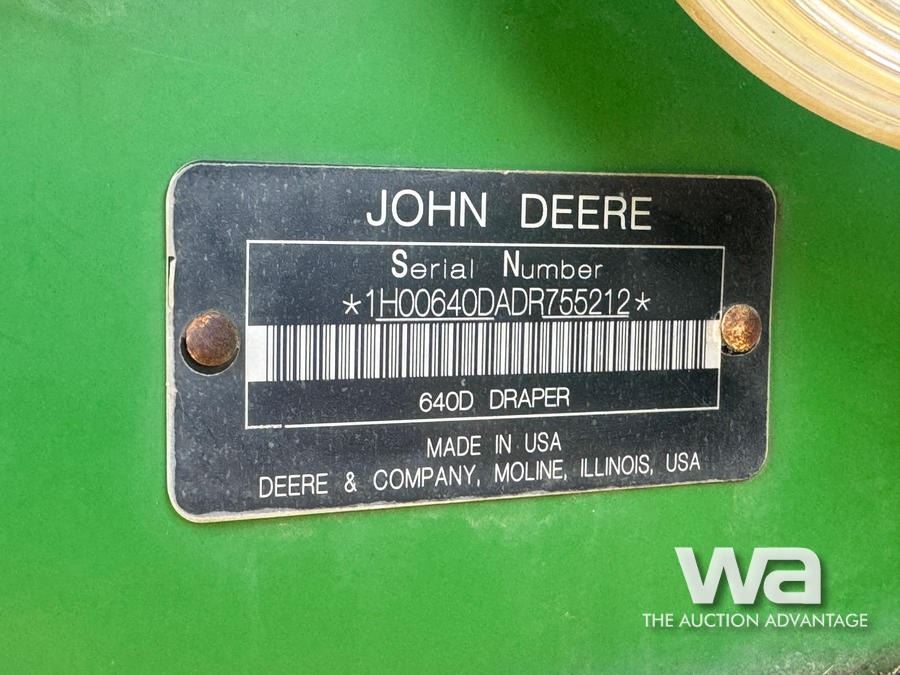 JOHN DEERE
Serial Number
*1H00640DADR755212*
640D DRAPER
MADE IN USA
DEERE & COMPANY, MOLINE, ILLINOIS, USA
wa
THE AUCTION ADVANTAGE